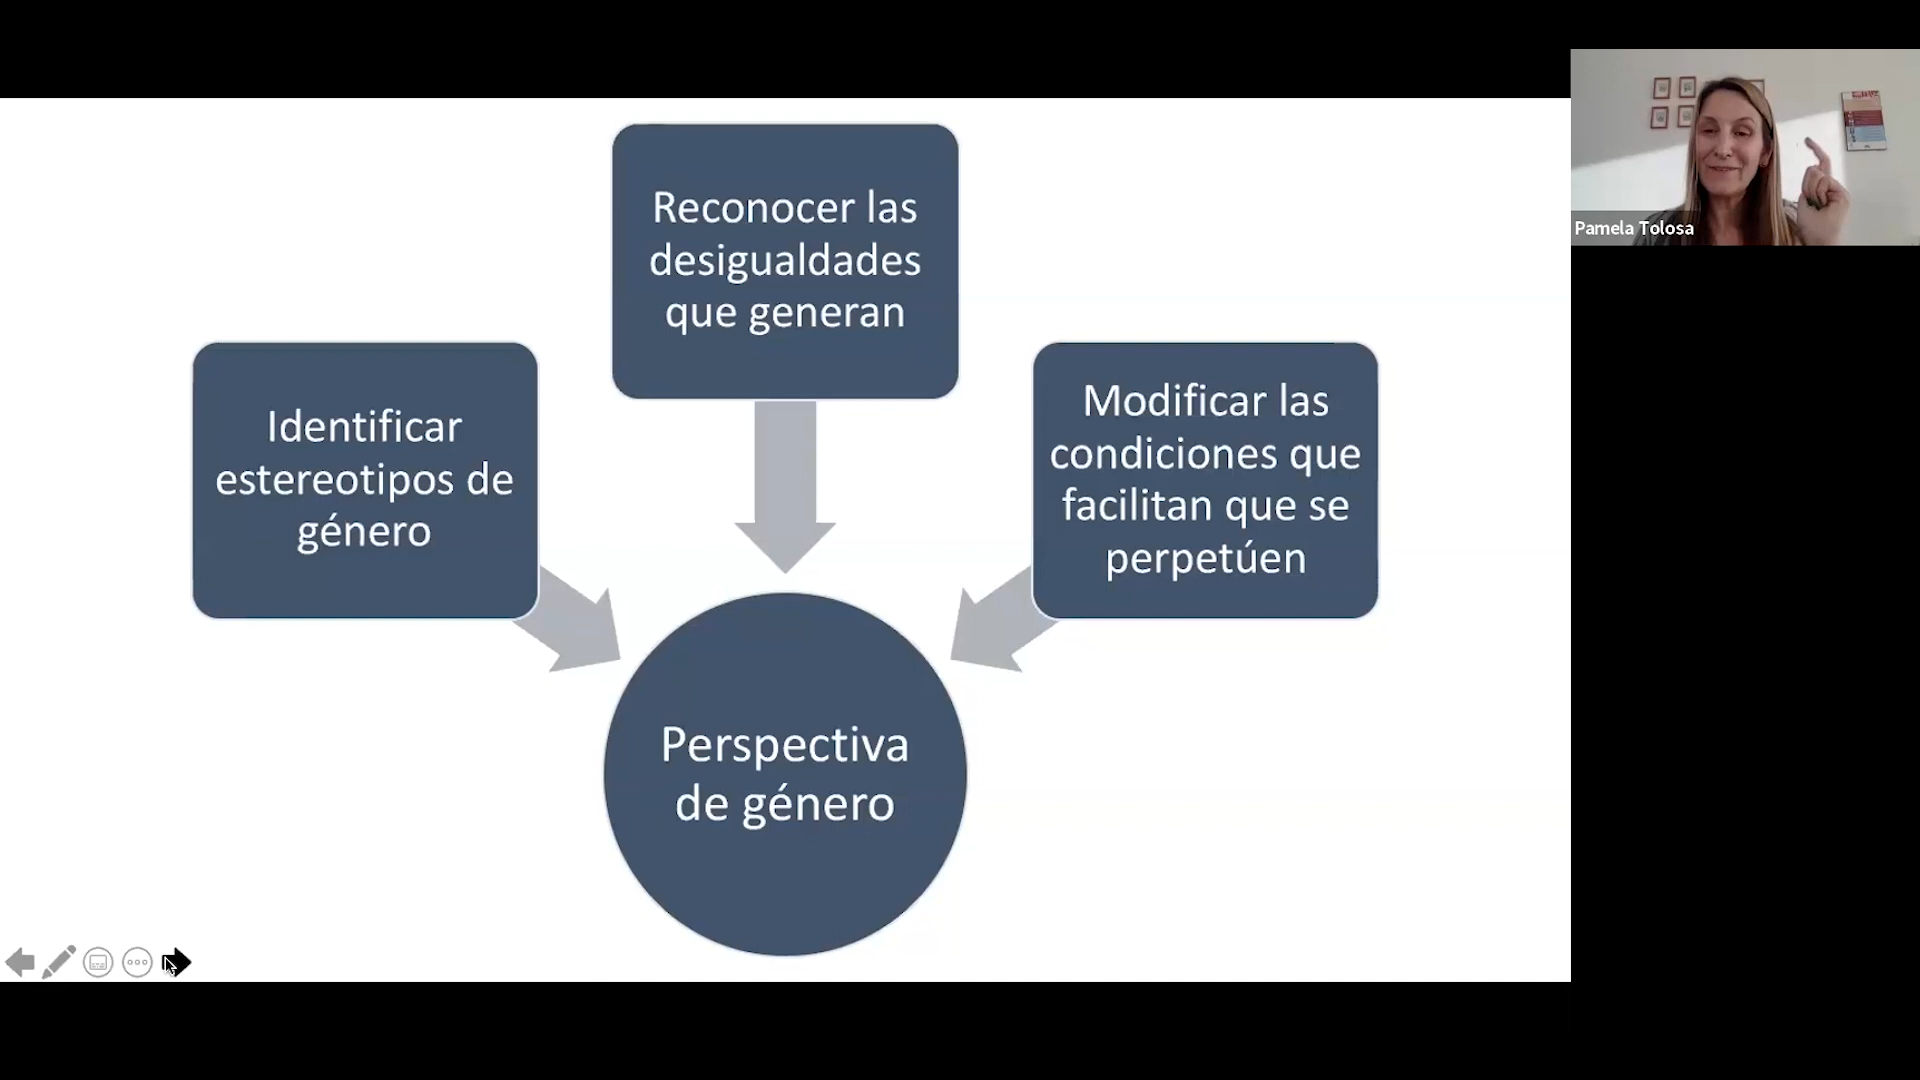 Reconocer las
desigualdades
que generan
Identificar
estereotipos de
género
Modificar las
condiciones que
facilitan que se
perpetúen
Perspectiva
de género
Pamela Tolosa